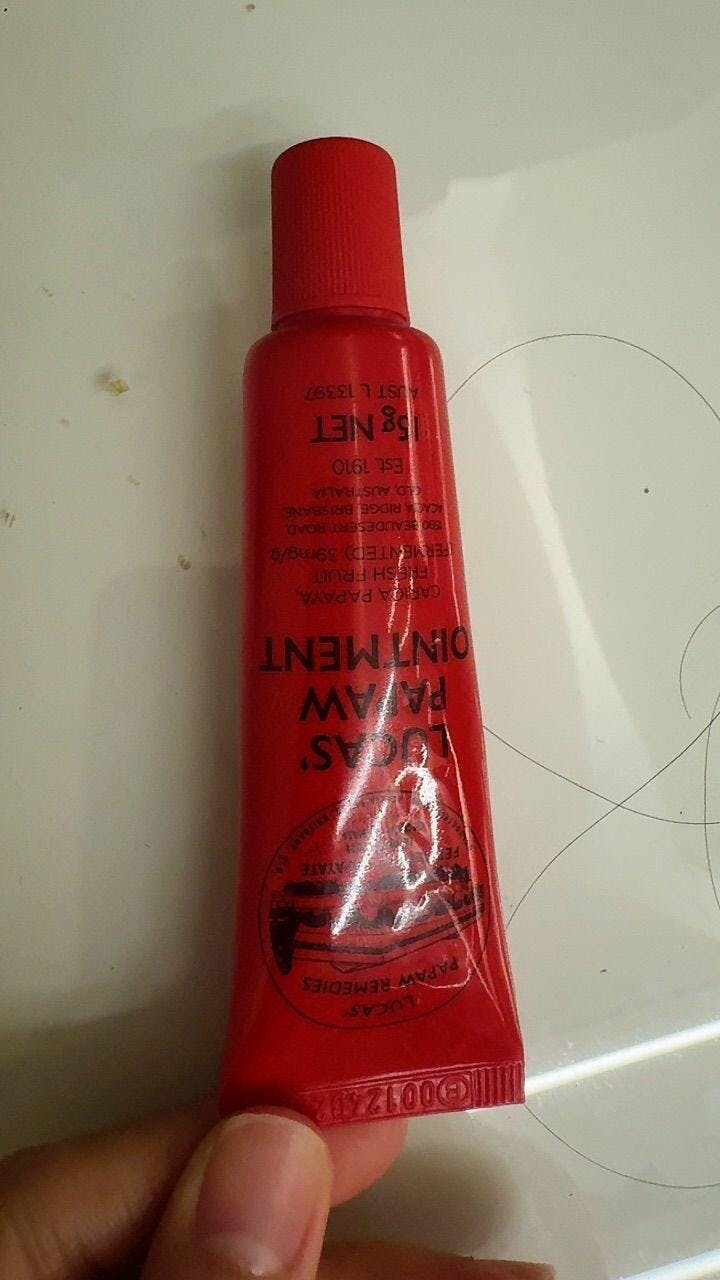 LUCAS'
PAPAW REMEDIES
LUCAS'
PAPAW
OINTMENT
CARICA PAPAYA,
FRESH FRUIT
(FERMENTED) 39mg/g
1590 BEAUDESERT ROAD,
ACACIA RIDGE, BRISBANE
QLD, AUSTRALIA
Est. 1910
15g NET
AUST L 13397